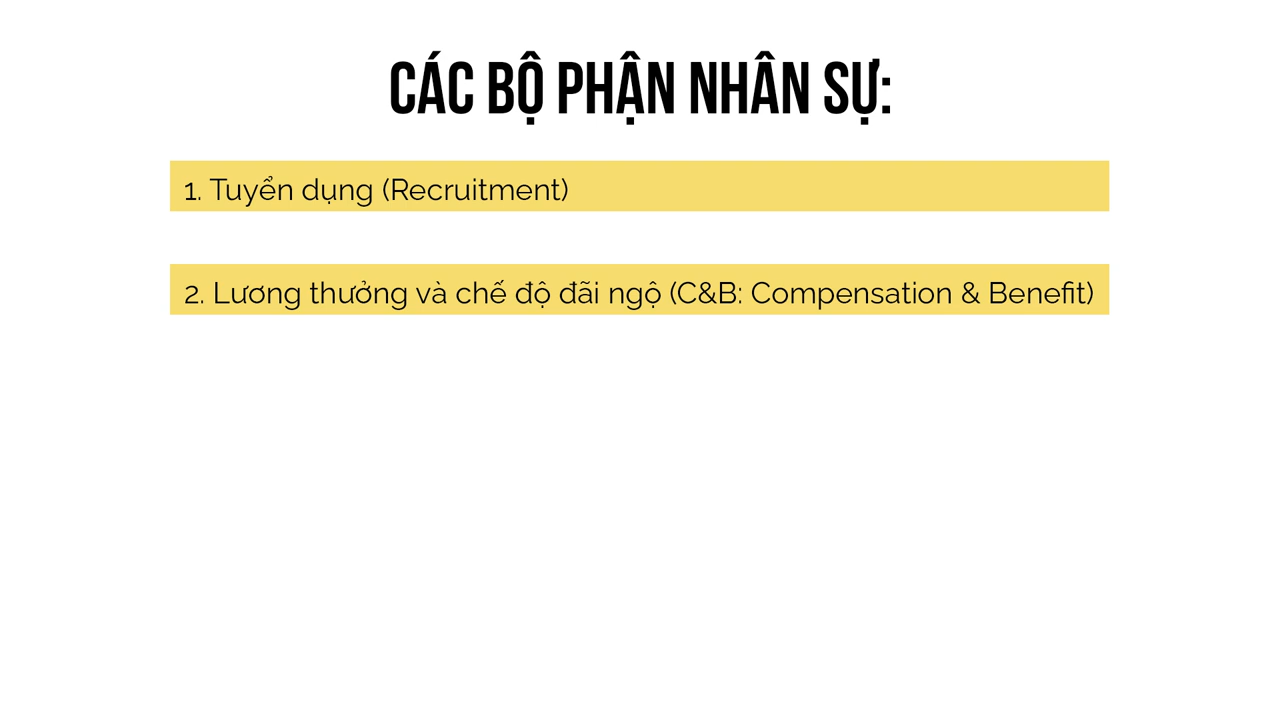 CÁC BỘ PHẬN NHÂN SỰ:
1. Tuyển dụng (Recruitment)
2. Lương thưởng và chế độ đãi ngộ (C&B: Compensation & Benefit)